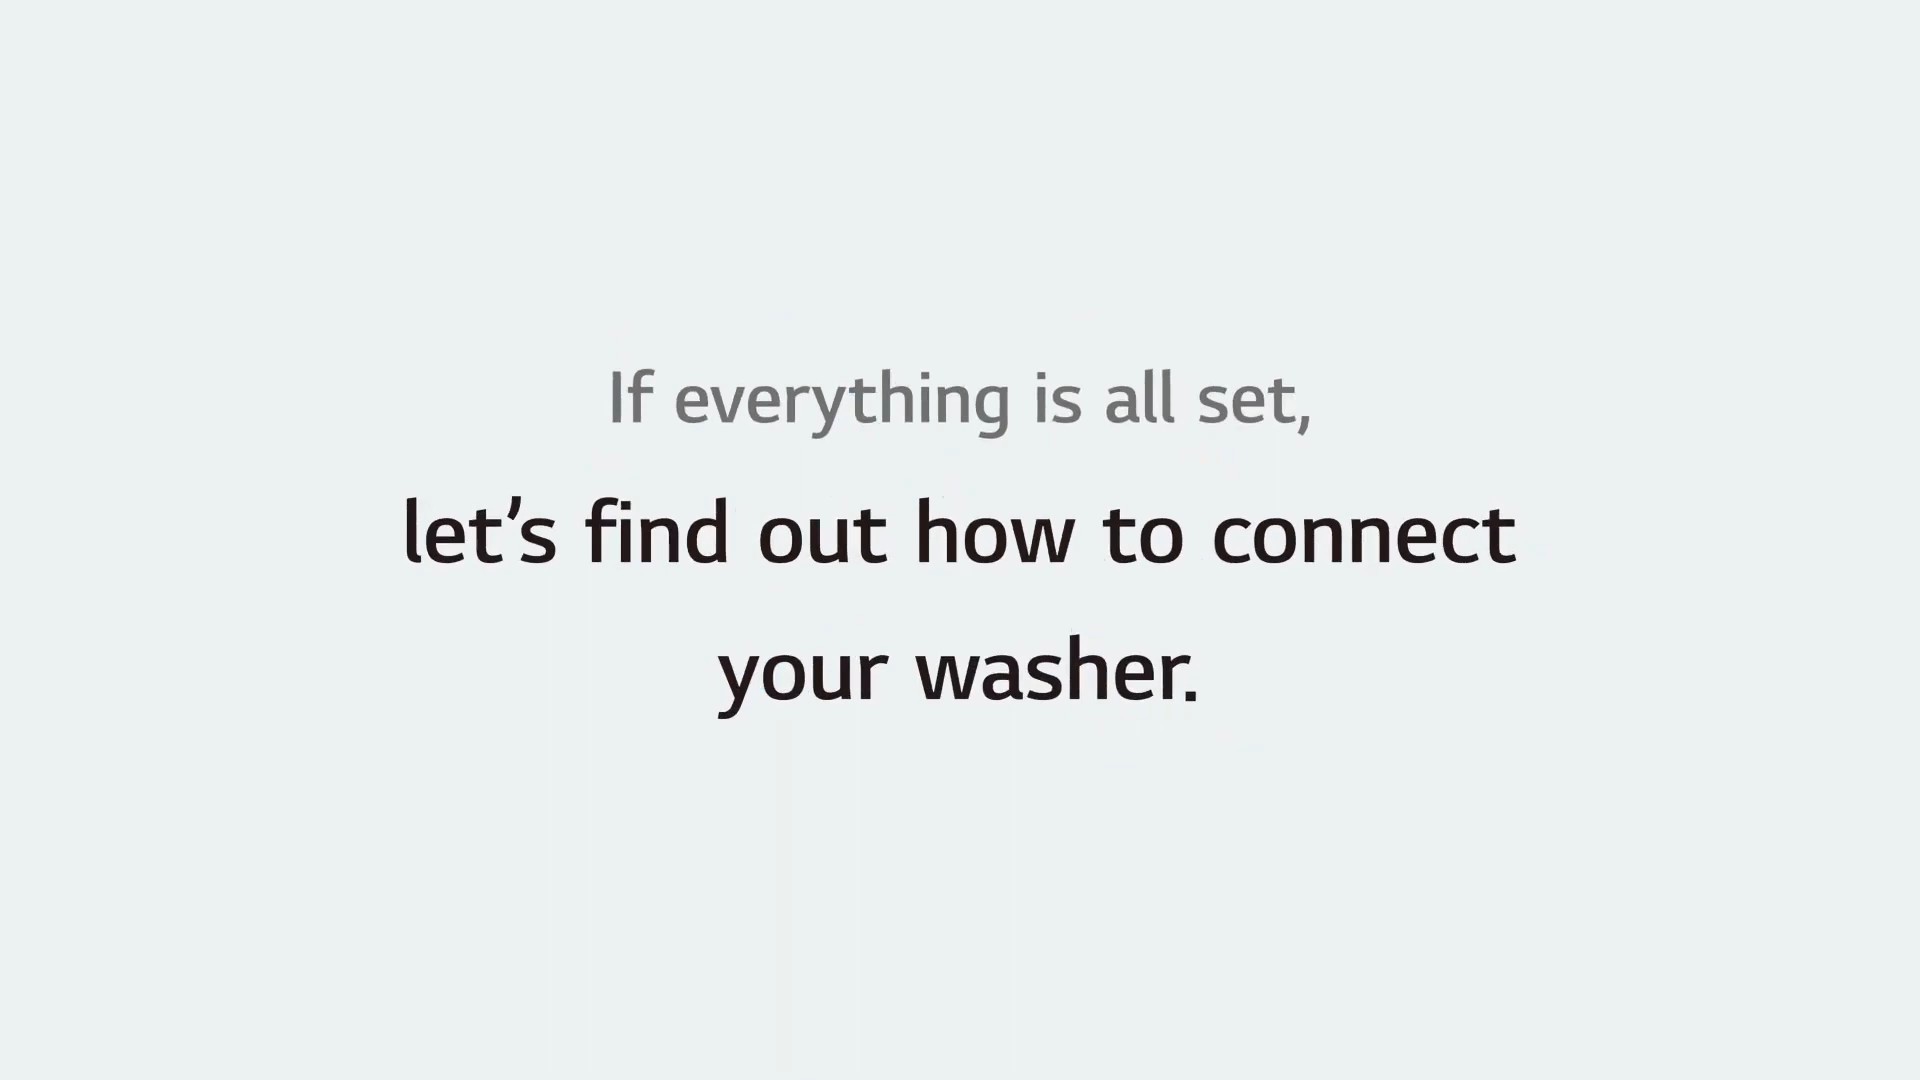 If everything is all set,
let’s find out how to connect
your washer.